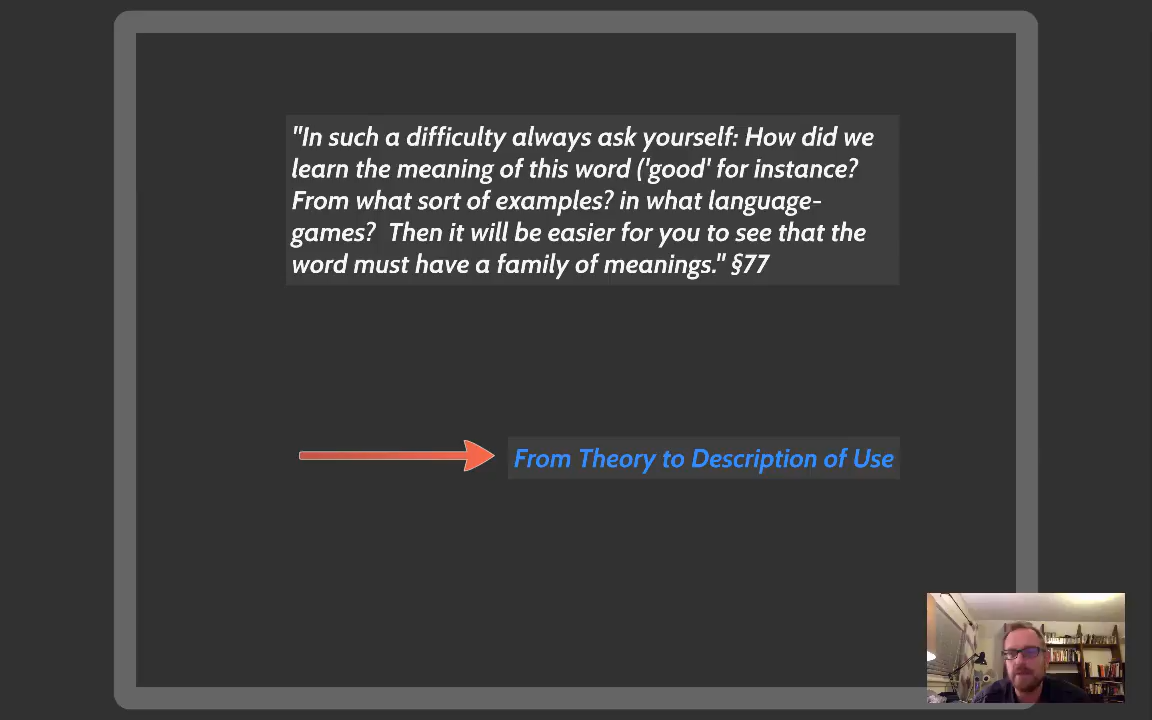 "In such a difficulty always ask yourself: How did we
learn the meaning of this word ('good' for instance?
From what sort of examples? in what language-
games?  Then it will be easier for you to see that the
word must have a family of meanings." §77
From Theory to Description of Use